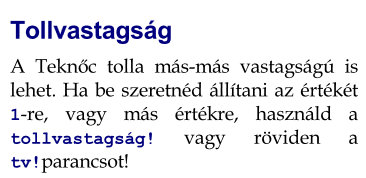 Tollvastagság
A Teknőc tolla más-más vastagságú is
lehet. Ha be szeretnéd állítani az értékét
1-re, vagy más értékre, használd a
tollvastagság! vagy röviden a
tv!parancsot!